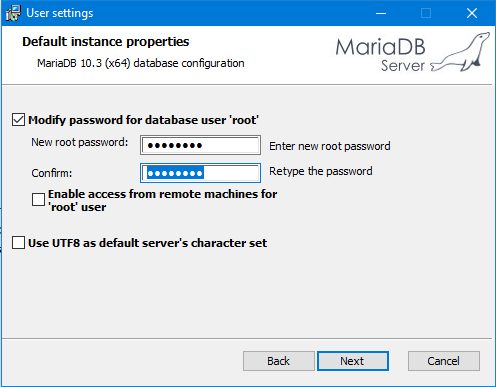 User settings
Default instance properties
MariaDB 10.3 (x64) database configuration
MariaDB
Server
Modify password for database user 'root'
New root password:
●●●●●●●●
Enter new root password
Confirm:
●●●●●●●●
Retype the password
Enable access from remote machines for
'root' user
Use UTF8 as default server's character set
Back
Next
Cancel